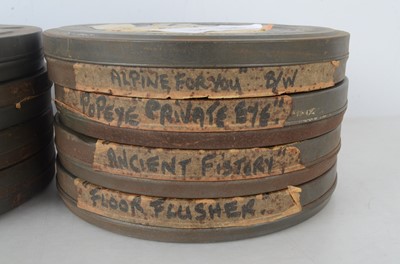 "ALPINE FOR YOU" B/W
"POPEYE PRIVATE EYE"
ANCIENT FISTORY
FLOOR FLUSHER